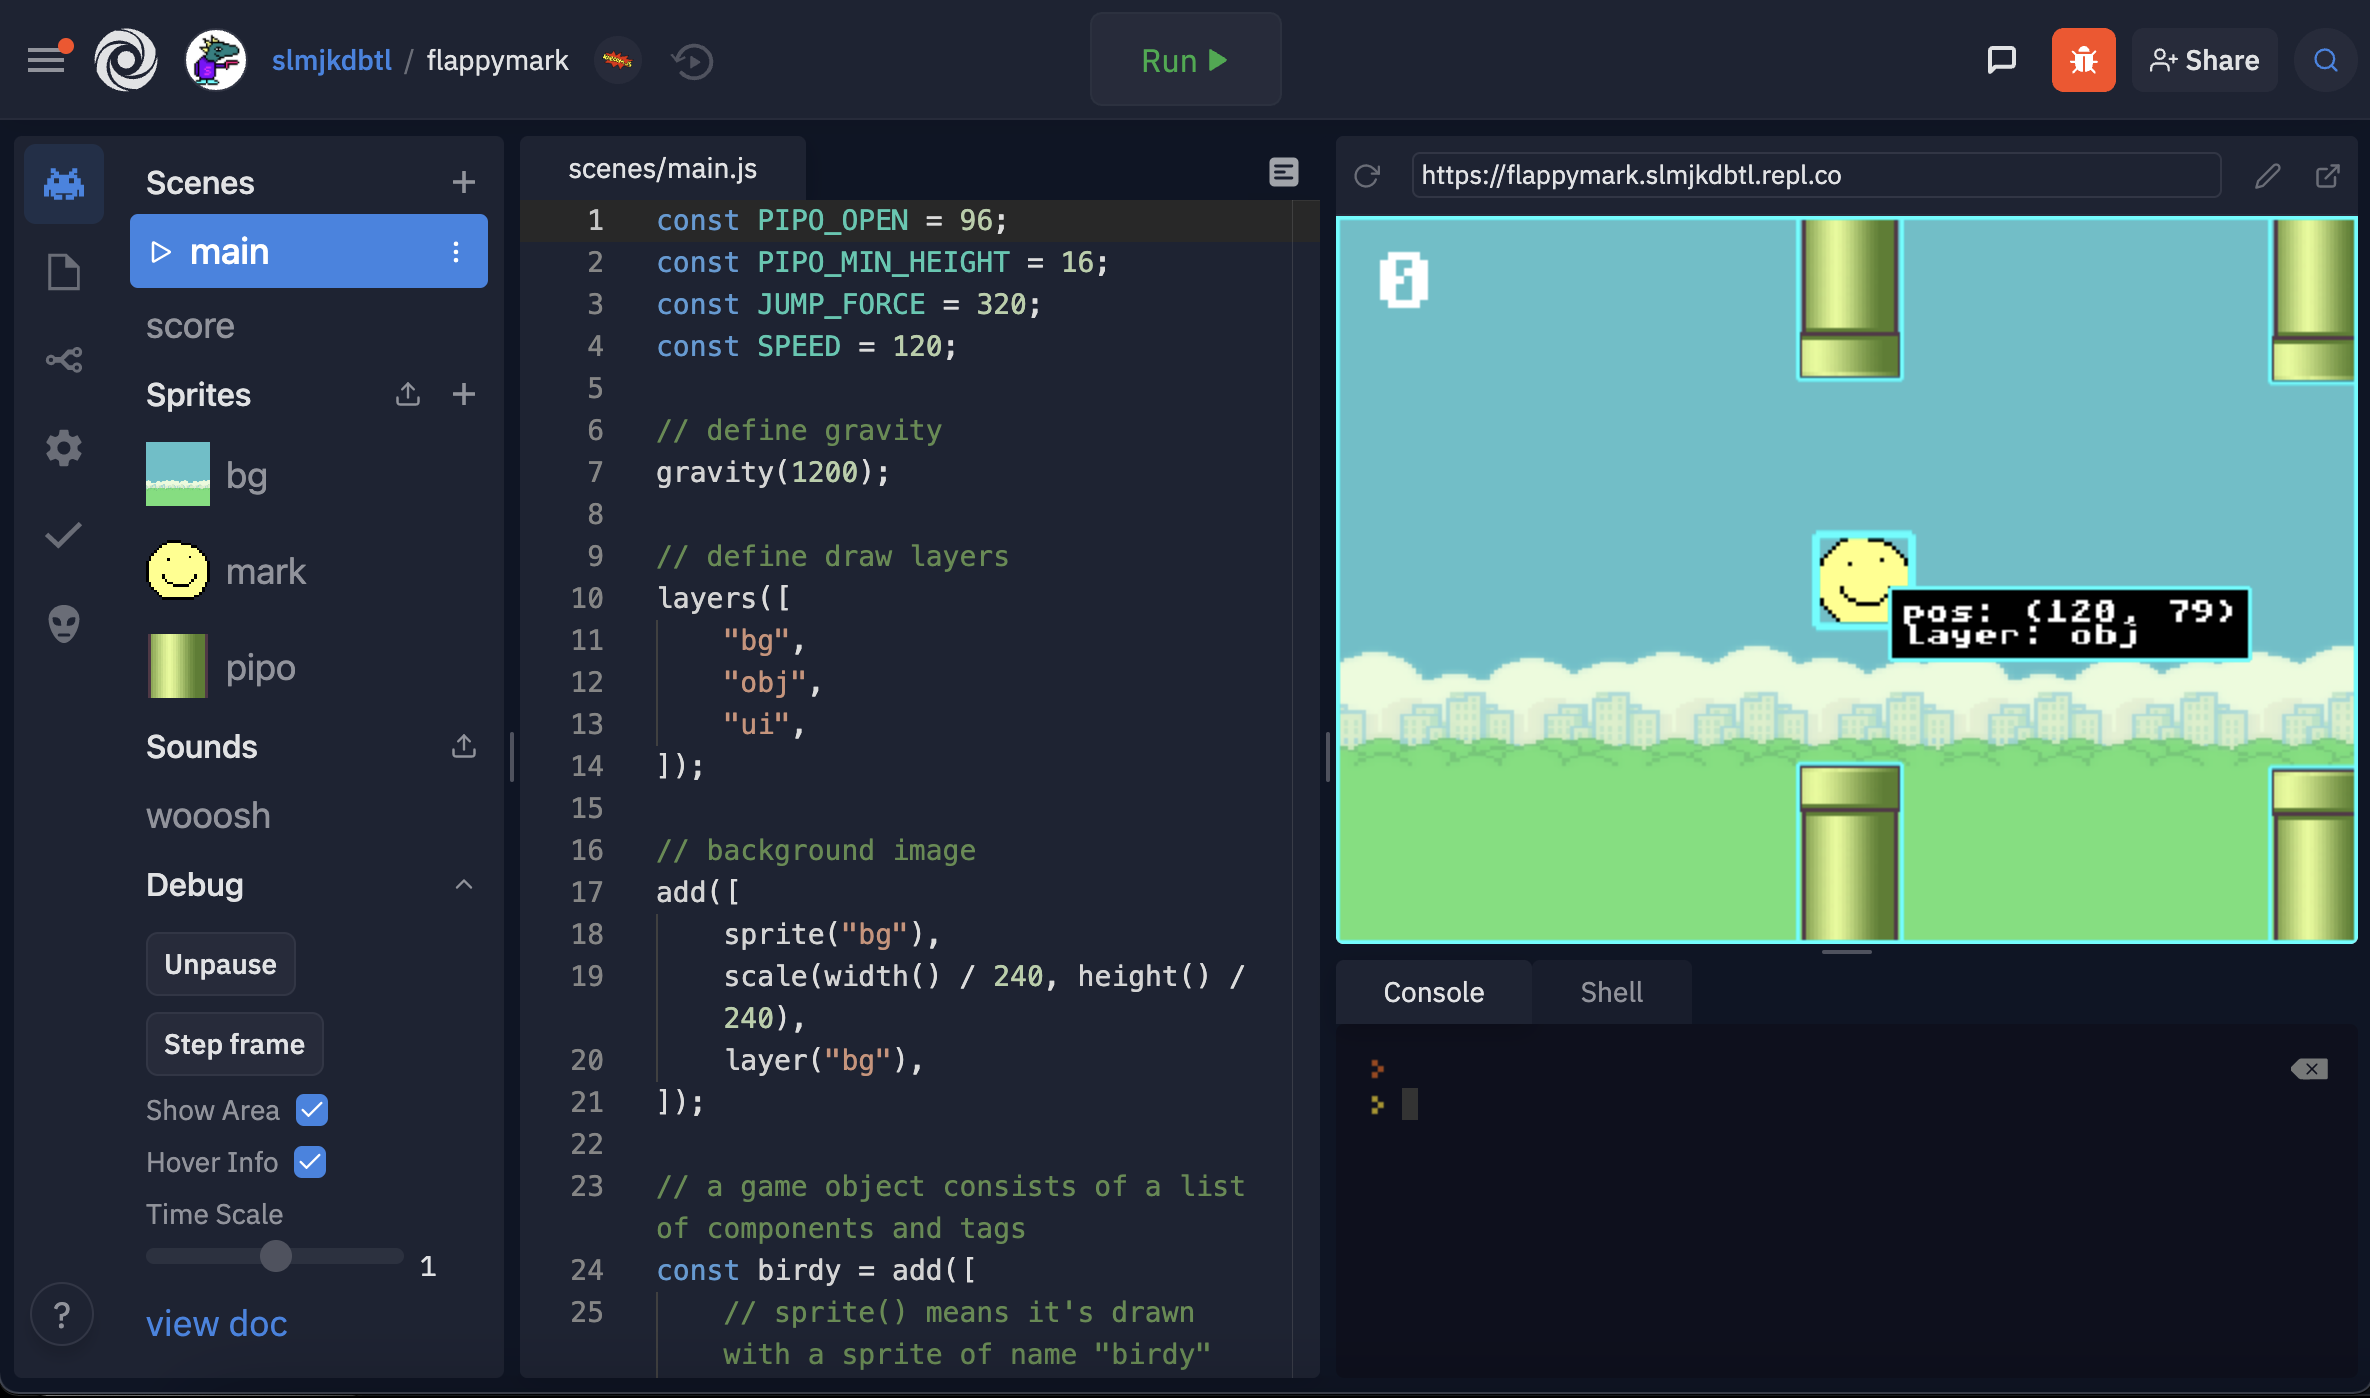 slmjkdbtl / flappymark
Run
Share
Scenes
main
score
Sprites
bg
mark
pipo
Sounds
wooosh
Debug
Unpause
Step frame
Show Area
Hover Info
Time Scale
1
view doc
?
scenes/main.js
1 const PIPO_OPEN = 96;
2 const PIPO_MIN_HEIGHT = 16;
3 const JUMP_FORCE = 320;
4 const SPEED = 120;
5
6 // define gravity
7 gravity(1200);
8
9 // define draw layers
10 layers([
11 "bg",
12 "obj",
13 "ui",
14 ]);
15
16 // background image
17 add([
18 sprite("bg"),
19 scale(width() / 240, height() /
240),
20 layer("bg"),
21 ]);
22
23 // a game object consists of a list
of components and tags
24 const birdy = add([
25 // sprite() means it's drawn
with a sprite of name "birdy"
https://flappymark.slmjkdbtl.repl.co
pos: (120, 79)
layer: obj
Console
Shell
>
>